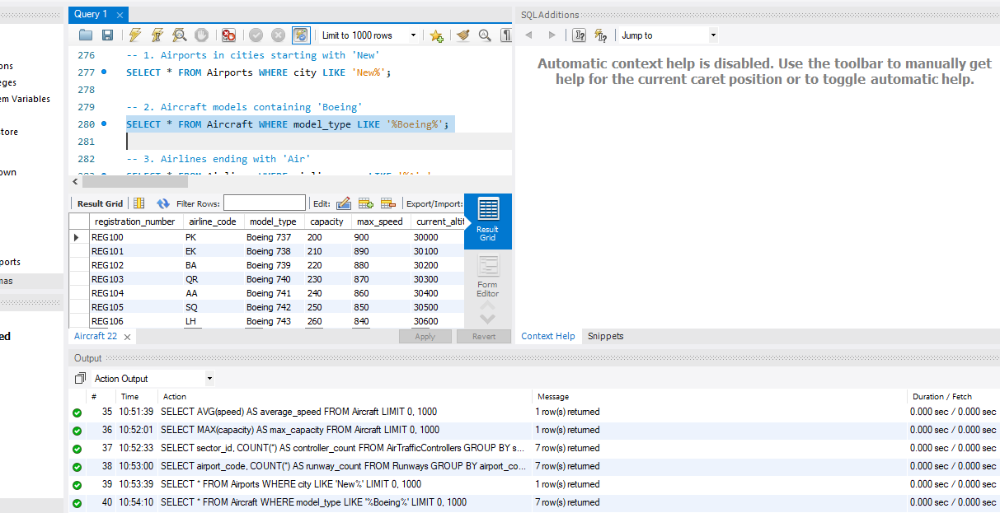 Query 1
SQLAdditions
Limit to 1000 rows
Jump to
276 -- 1. Airports in cities starting with 'New'
277 SELECT * FROM Airports WHERE city LIKE 'New%';
278
279 -- 2. Aircraft models containing 'Boeing'
280 SELECT * FROM Aircraft WHERE model_type LIKE '%Boeing%';
281
282 -- 3. Airlines ending with 'Air'
Automatic context help is disabled. Use the toolbar to manually get
help for the current caret position or to toggle automatic help.
ons
eges
em Variables
tore
own
ports
mas
ed
Result Grid Filter Rows: Edit: Export/Import:
registration_number airline_code model_type capacity max_speed current_altit
REG100 PK Boeing 737 200 900 30000
REG101 EK Boeing 738 210 890 30100
REG102 BA Boeing 739 220 880 30200
REG103 QR Boeing 740 230 870 30300
REG104 AA Boeing 741 240 860 30400
REG105 SQ Boeing 742 250 850 30500
REG106 LH Boeing 743 260 840 30600
Result
Grid
Form
Editor
Aircraft 22
Apply Revert
Context Help Snippets
Output
Action Output
# Time Action Message Duration / Fetch
35 10:51:39 SELECT AVG(speed) AS average_speed FROM Aircraft LIMIT 0, 1000 1 row(s) returned 0.000 sec / 0.000 sec
36 10:52:01 SELECT MAX(capacity) AS max_capacity FROM Aircraft LIMIT 0, 1000 1 row(s) returned 0.000 sec / 0.000 sec
37 10:52:33 SELECT sector_id, COUNT(*) AS controller_count FROM AirTrafficControllers GROUP BY s... 7 row(s) returned 0.000 sec / 0.000 sec
38 10:53:00 SELECT airport_code, COUNT(*) AS runway_count FROM Runways GROUP BY airport_co... 7 row(s) returned 0.000 sec / 0.000 sec
39 10:53:39 SELECT * FROM Airports WHERE city LIKE 'New%' LIMIT 0, 1000 1 row(s) returned 0.000 sec / 0.000 sec
40 10:54:10 SELECT * FROM Aircraft WHERE model_type LIKE '%Boeing%' LIMIT 0, 1000 7 row(s) returned 0.000 sec / 0.000 sec